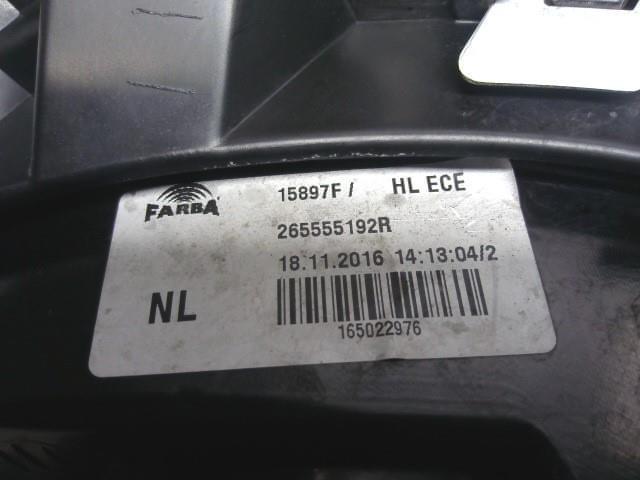 FARBA
15897F / HL ECE
265555192R
18.11.2016 14:13:04/2
NL
165022976